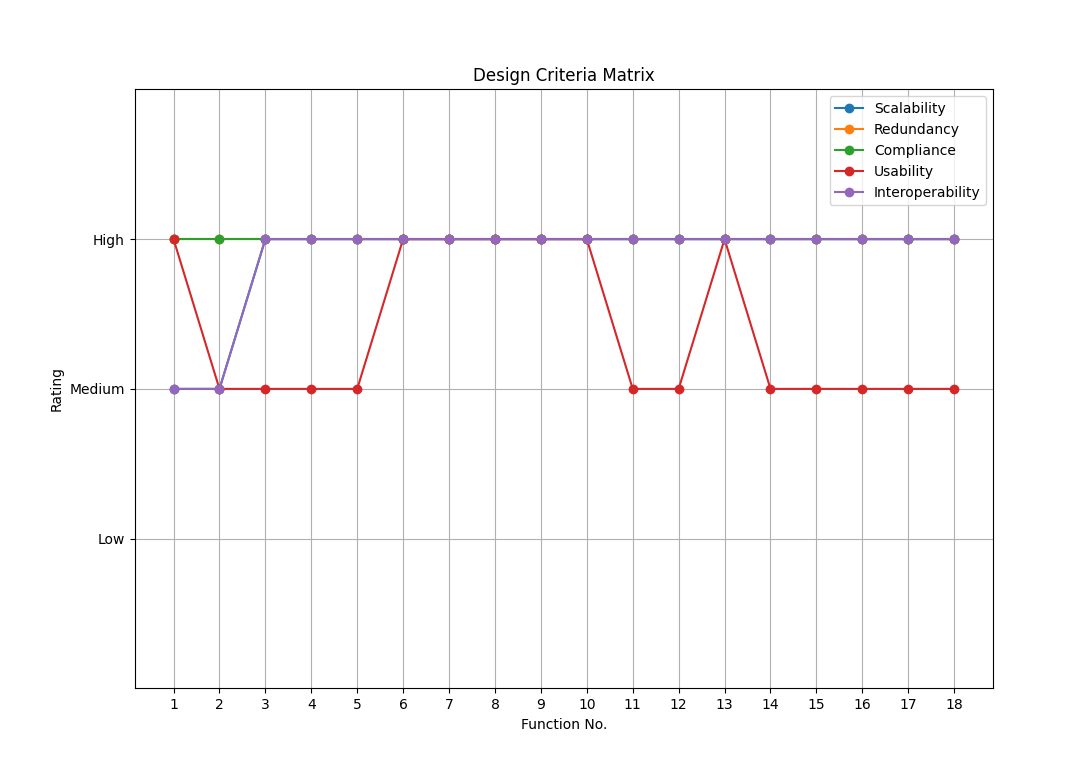 Design Criteria Matrix
Scalability
Redundancy
Compliance
Usability
Interoperability
High
Medium
Low
Rating
1 2 3 4 5 6 7 8 9 10 11 12 13 14 15 16 17 18
Function No.